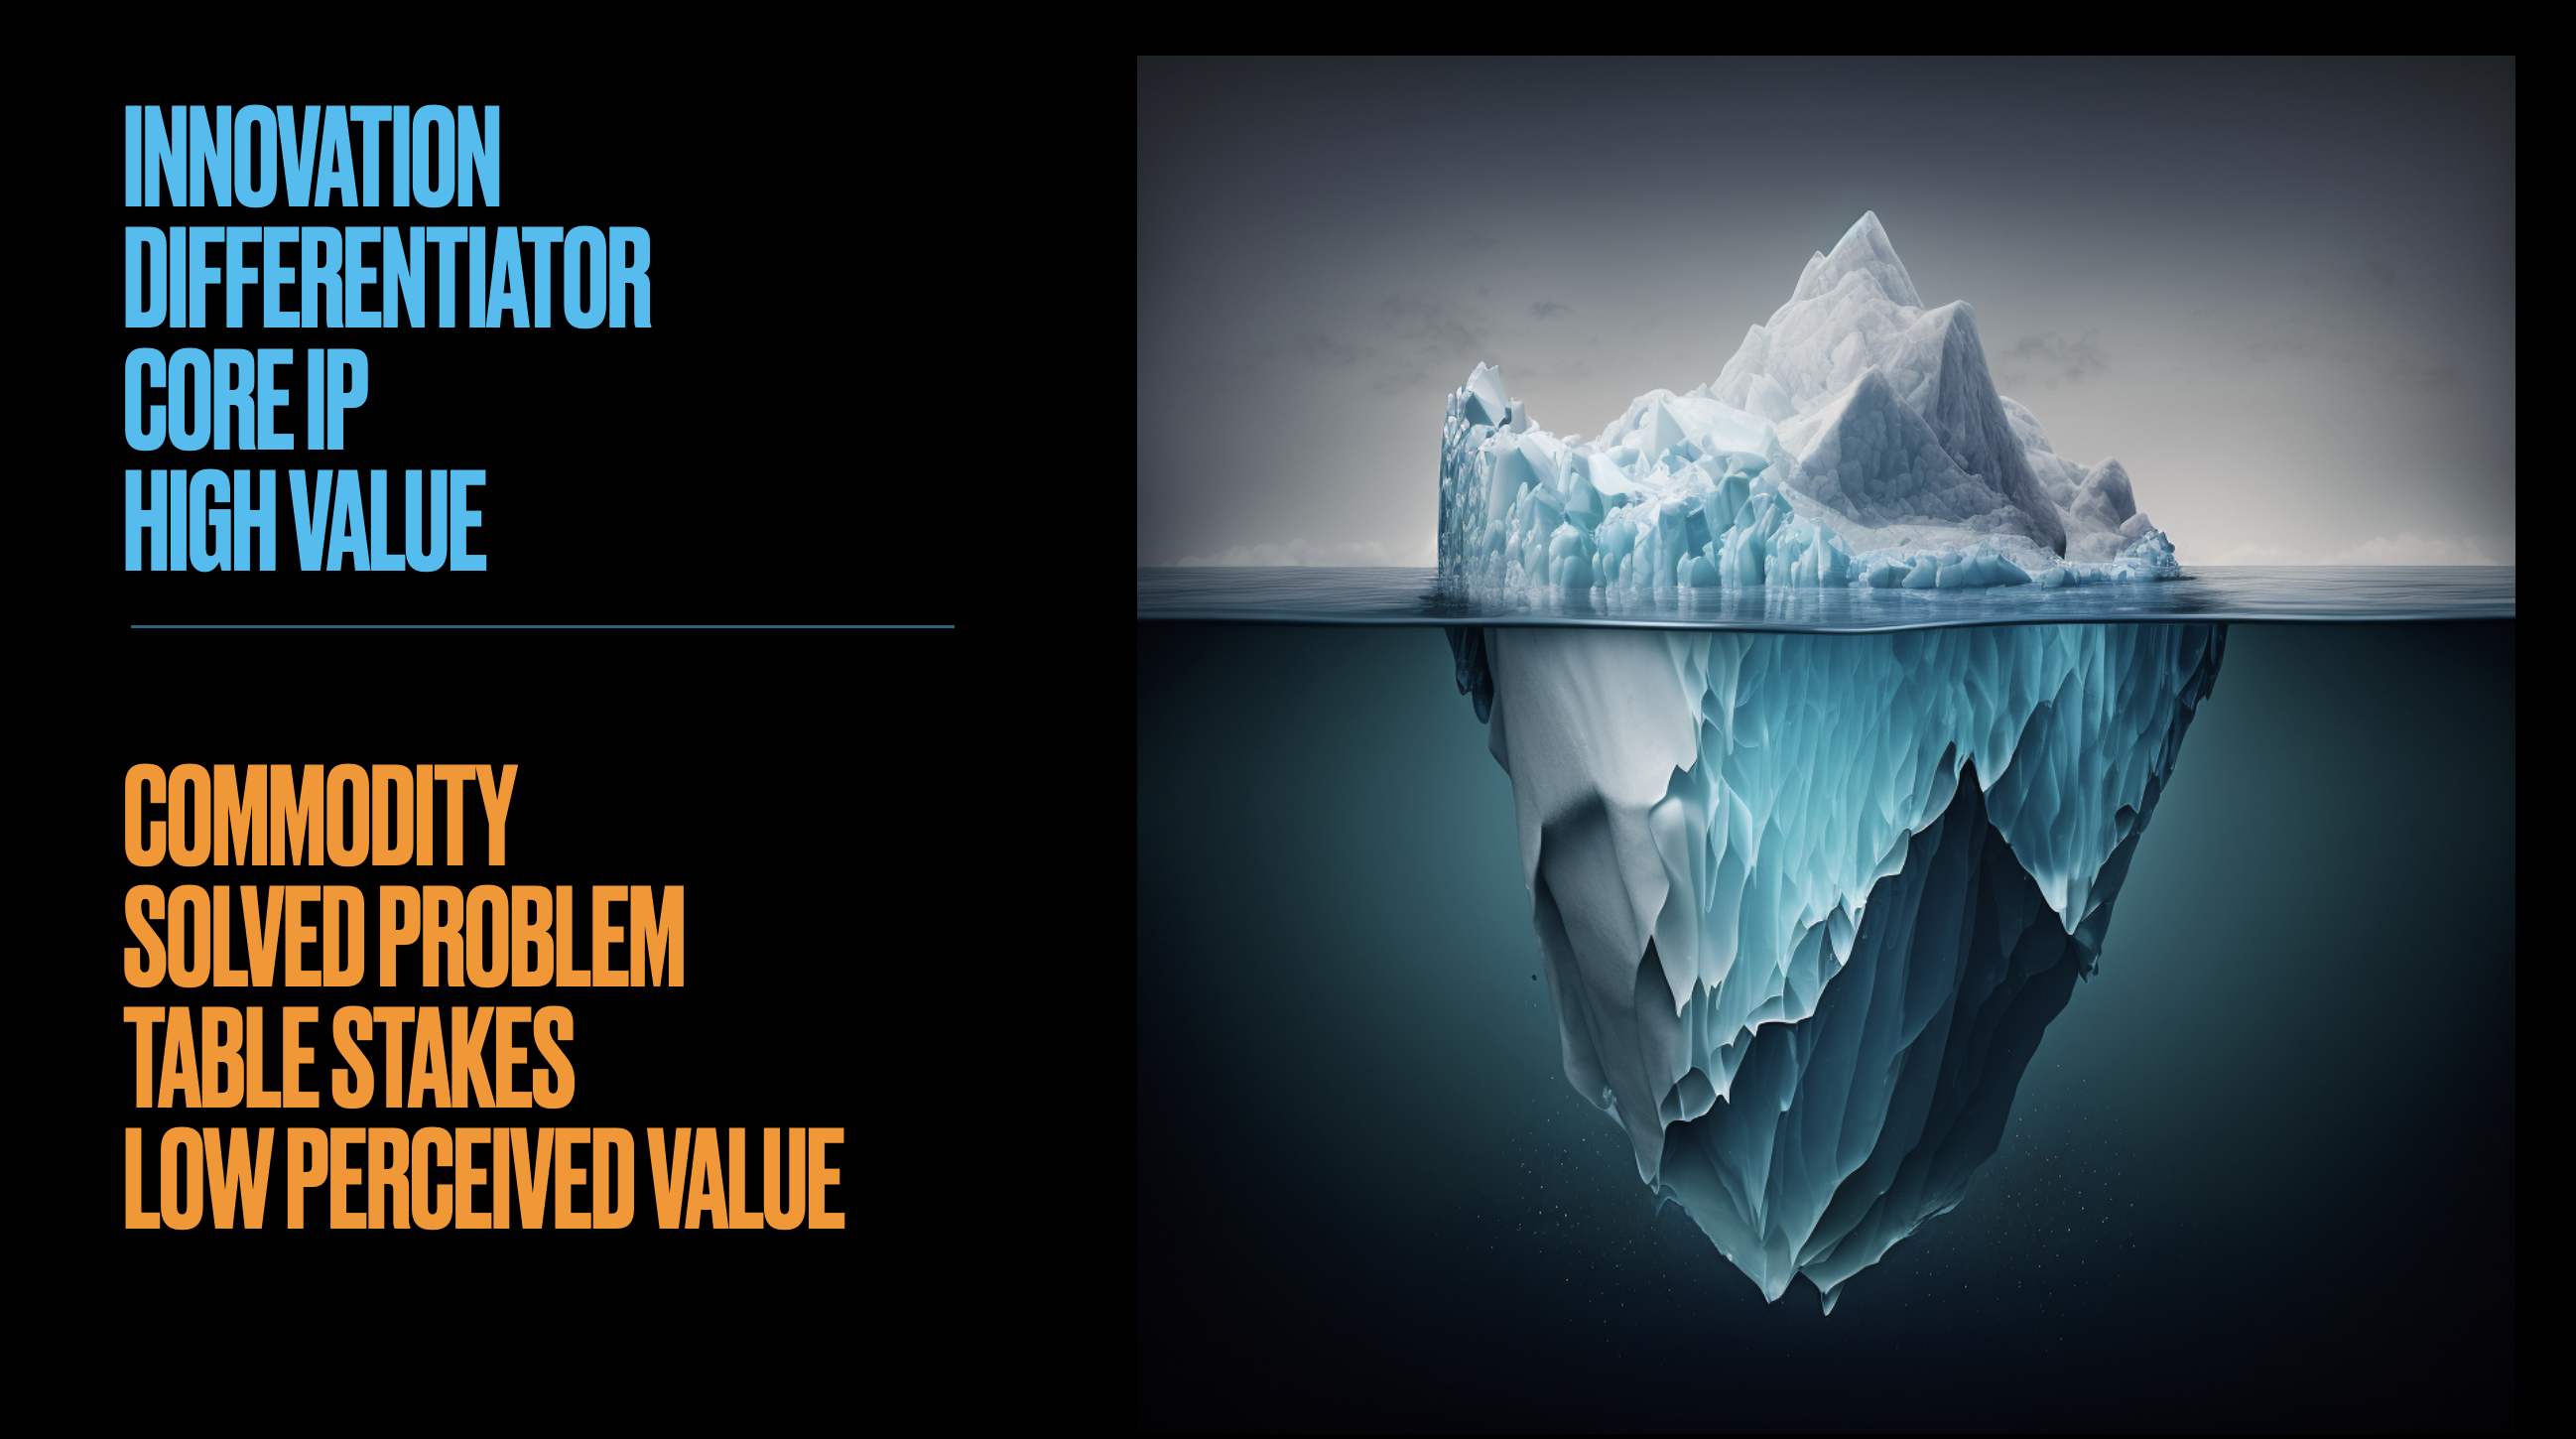 INNOVATION
DIFFERENTIATOR
CORE IP
HIGH VALUE
COMMODITY
SOLVED PROBLEM
TABLE STAKES
LOW PERCEIVED VALUE